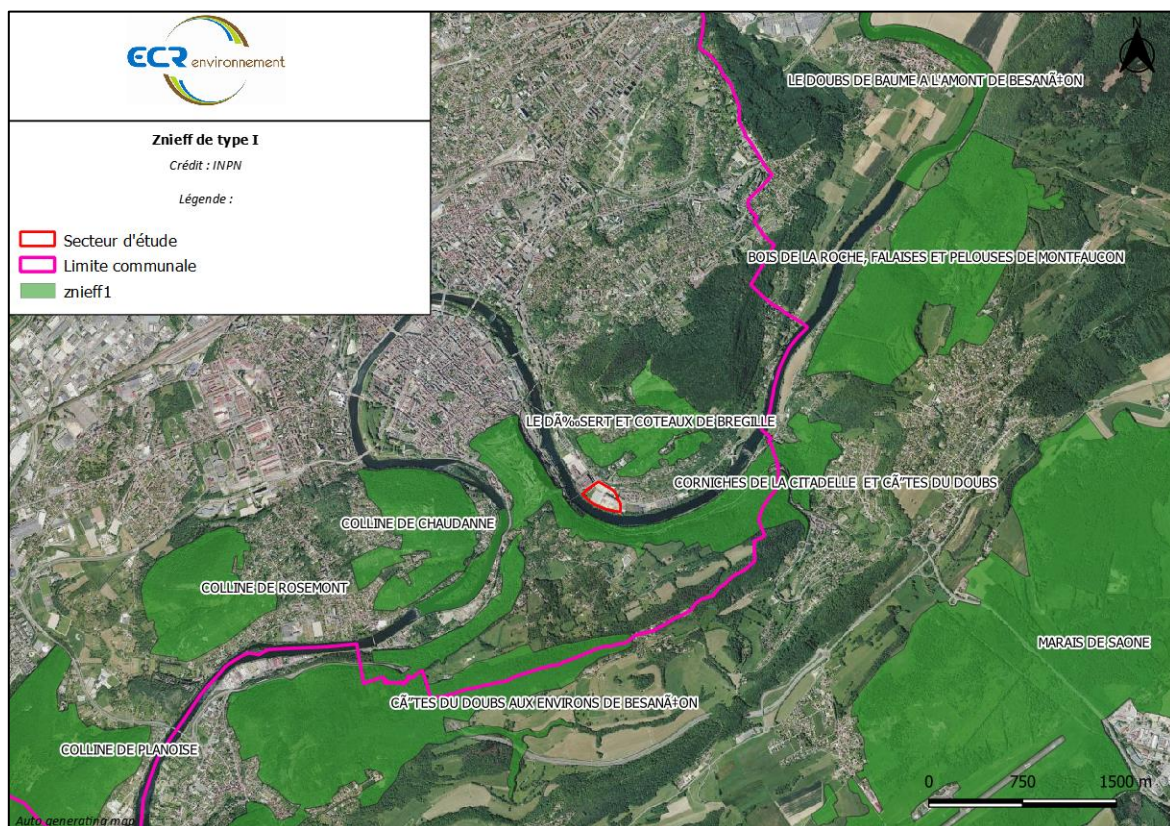 ECR environnement
Znieff de type I
Crédit : INPN
Légende :
Secteur d'étude
Limite communale
znieff1
N
LE DOUBS DE BAUME A L'AMONT DE BESANÃ‡ON
BOIS DE LA ROCHE, FALAISES ET PELOUSES DE MONTFAUCON
LE DÃ‰SERT ET COTEAUX DE BREGILLE
CORNICHES DE LA CITADELLE ET CÃ”TES DU DOUBS
COLLINE DE CHAUDANNE
COLLINE DE ROSEMONT
MARAIS DE SAONE
CÃ”TES DU DOUBS AUX ENVIRONS DE BESANÃ‡ON
COLLINE DE PLANOISE
0 750 1500 m
Auto generating map